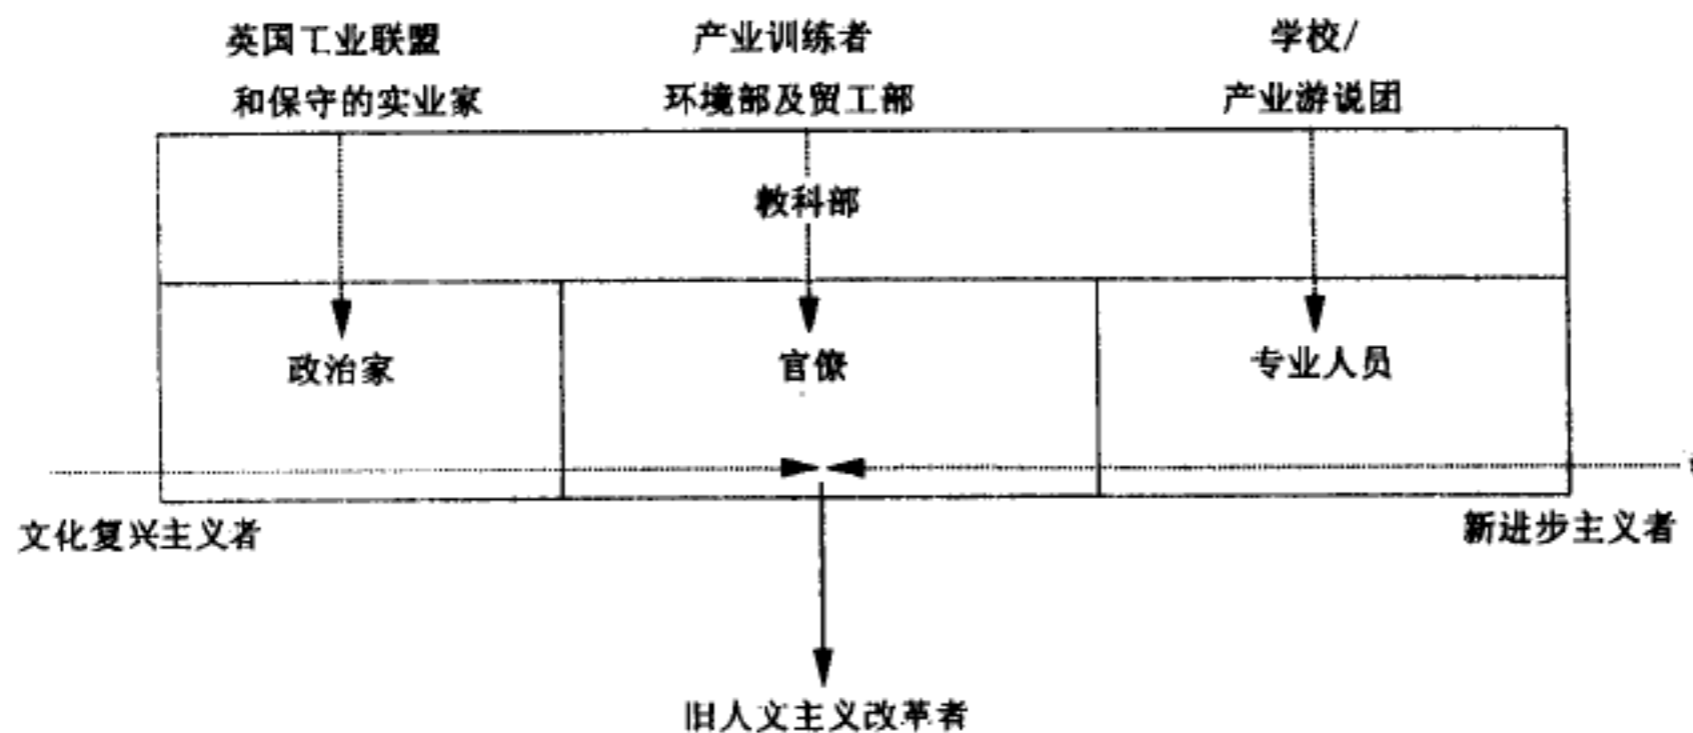 英国工业联盟
和保守的实业家
产业训练者
环境部及贸工部
学校/
产业游说团
教科部
政治家
官僚
专业人员
文化复兴主义者
新进步主义者
旧人文主义改革者